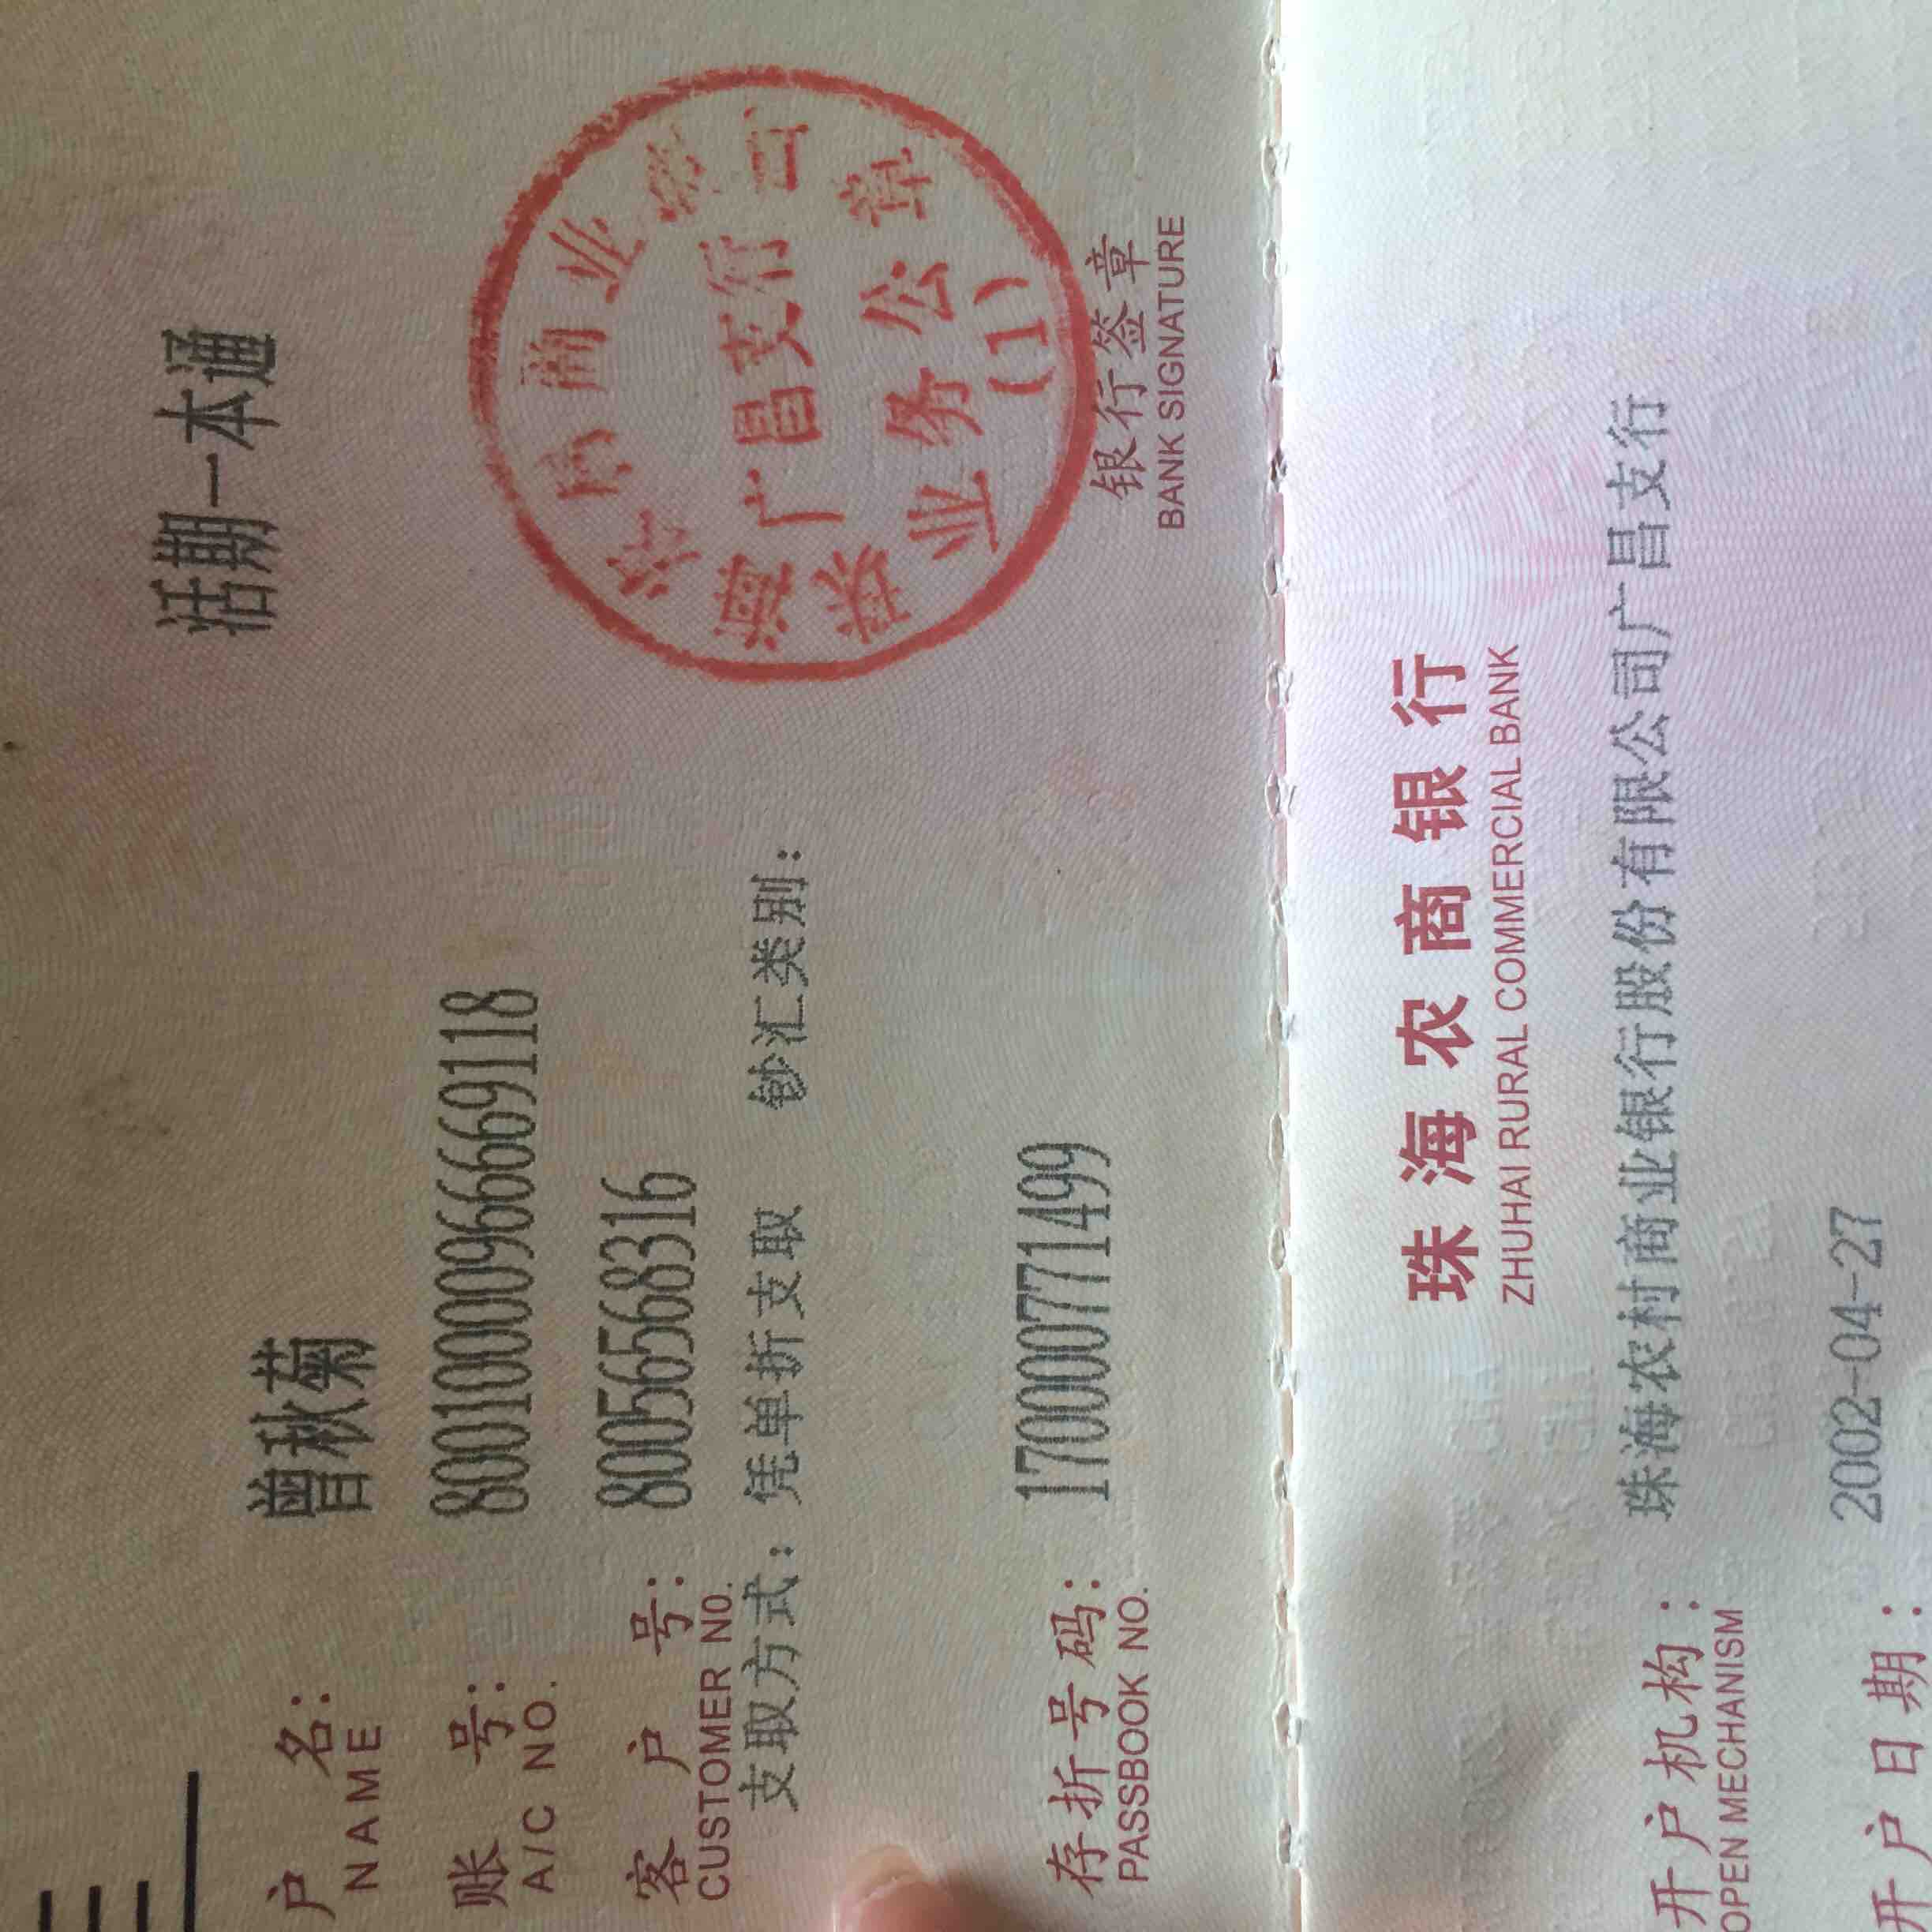 活期一本通
户 名: 曾秋菊
NAME
账 号: 80010000966669118
A/C NO.
客 户 号: 80056568316
CUSTOMER NO.
支取方式：凭单折支取 钞汇类别：
珠海农村商业银行
广昌支行
业务公章
(1)
存折号码: 170000771499
PASSBOOK NO.
银行签章
BANK SIGNATURE
珠海农商银行
ZHUHAI RURAL COMMERCIAL BANK
开户机构： 珠海农村商业银行股份有限公司广昌支行
OPEN MECHANISM
开户日期： 2002-04-27